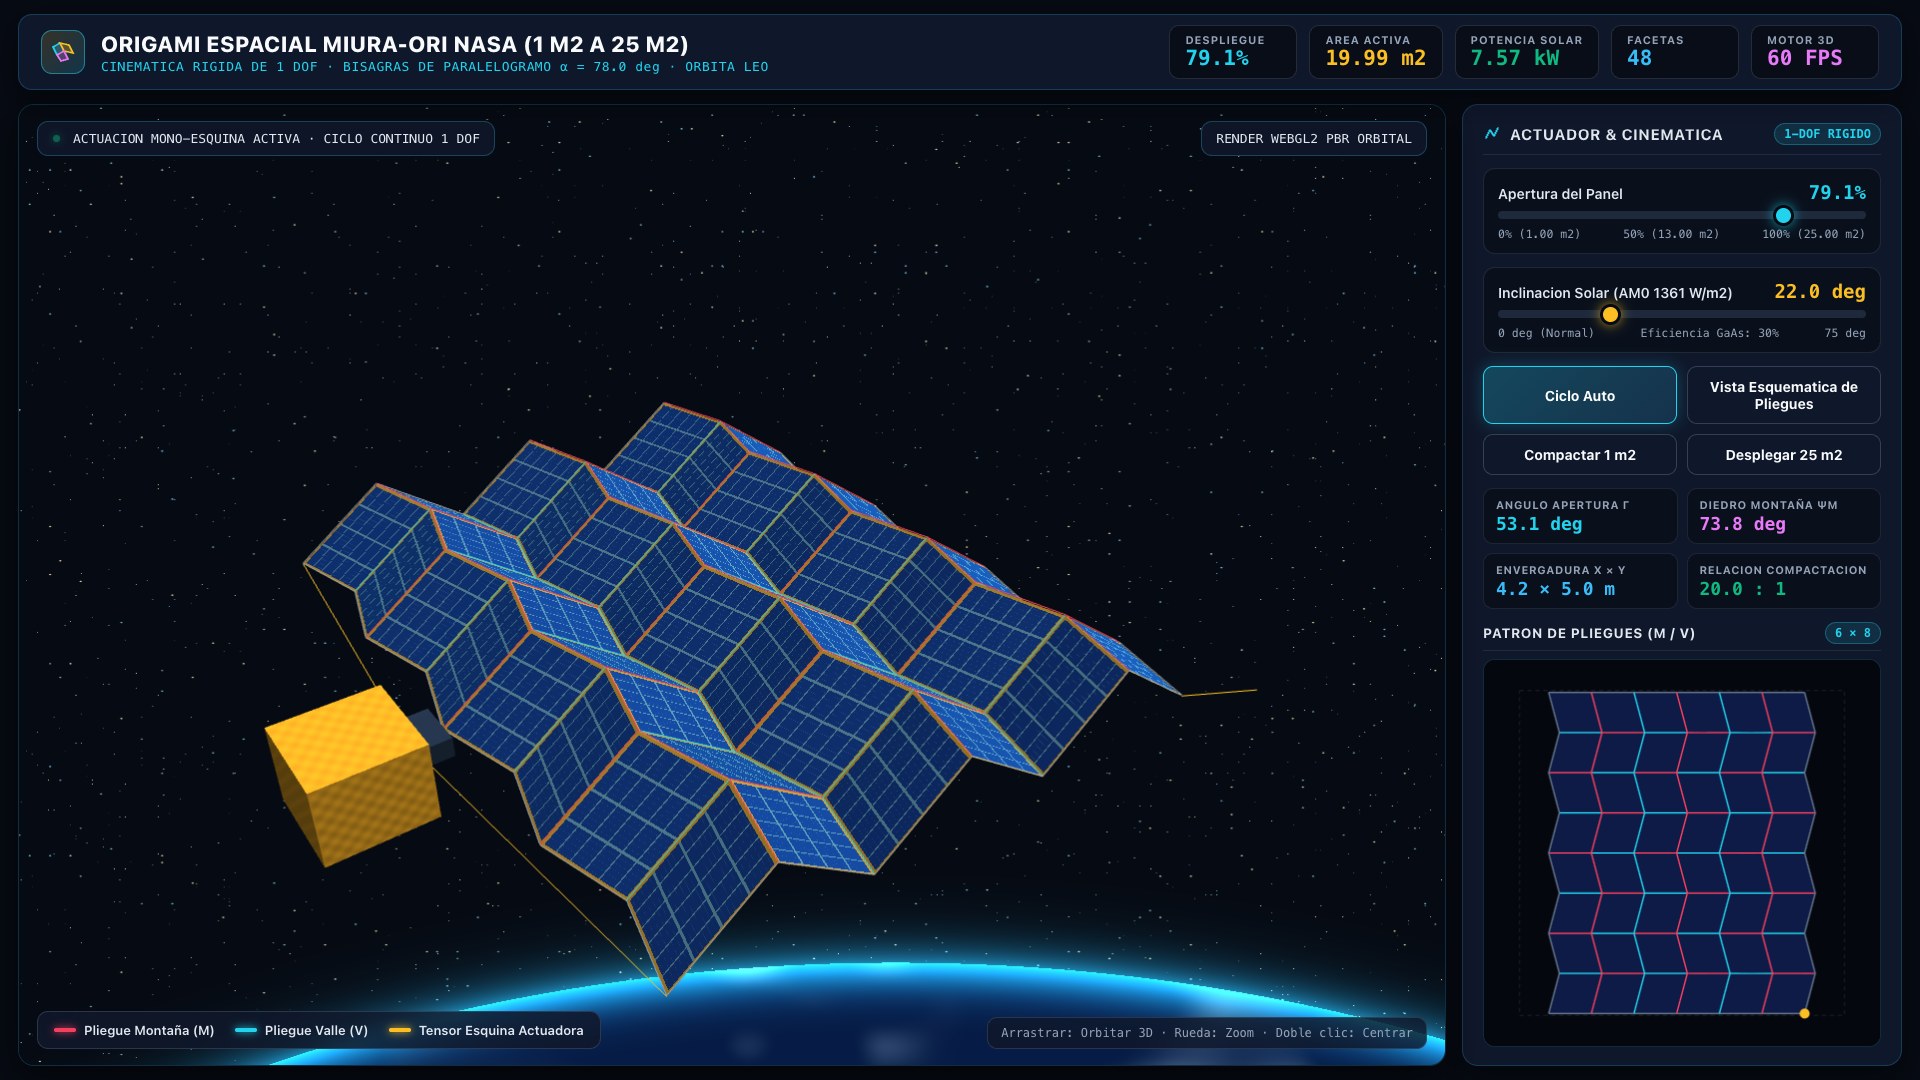 ORIGAMI ESPACIAL MIURA-ORI NASA (1 M2 A 25 M2)
CINEMATICA RIGIDA DE 1 DOF · BISAGRAS DE PARALELOGRAMO α = 78.0 deg · ORBITA LEO
DESPLIEGUE
79.1%
AREA ACTIVA
19.99 m2
POTENCIA SOLAR
7.57 kW
FACETAS
48
MOTOR 3D
60 FPS
ACTUACION MONO-ESQUINA ACTIVA · CICLO CONTINUO 1 DOF
RENDER WEBGL2 PBR ORBITAL
Pliegue Montaña (M)
Pliegue Valle (V)
Tensor Esquina Actuadora
Arrastrar: Orbitar 3D · Rueda: Zoom · Doble clic: Centrar
ACTUADOR & CINEMATICA
1-DOF RIGIDO
Apertura del Panel
79.1%
0% (1.00 m2)
50% (13.00 m2)
100% (25.00 m2)
Inclinacion Solar (AM0 1361 W/m2)
22.0 deg
0 deg (Normal)
Eficiencia GaAs: 30%
75 deg
Ciclo Auto
Vista Esquematica de
Pliegues
Compactar 1 m2
Desplegar 25 m2
ANGULO APERTURA Γ
53.1 deg
DIEDRO MONTAÑA ΨM
73.8 deg
ENVERGADURA X × Y
4.2 × 5.0 m
RELACION COMPACTACION
20.0 : 1
PATRON DE PLIEGUES (M / V)
6 × 8